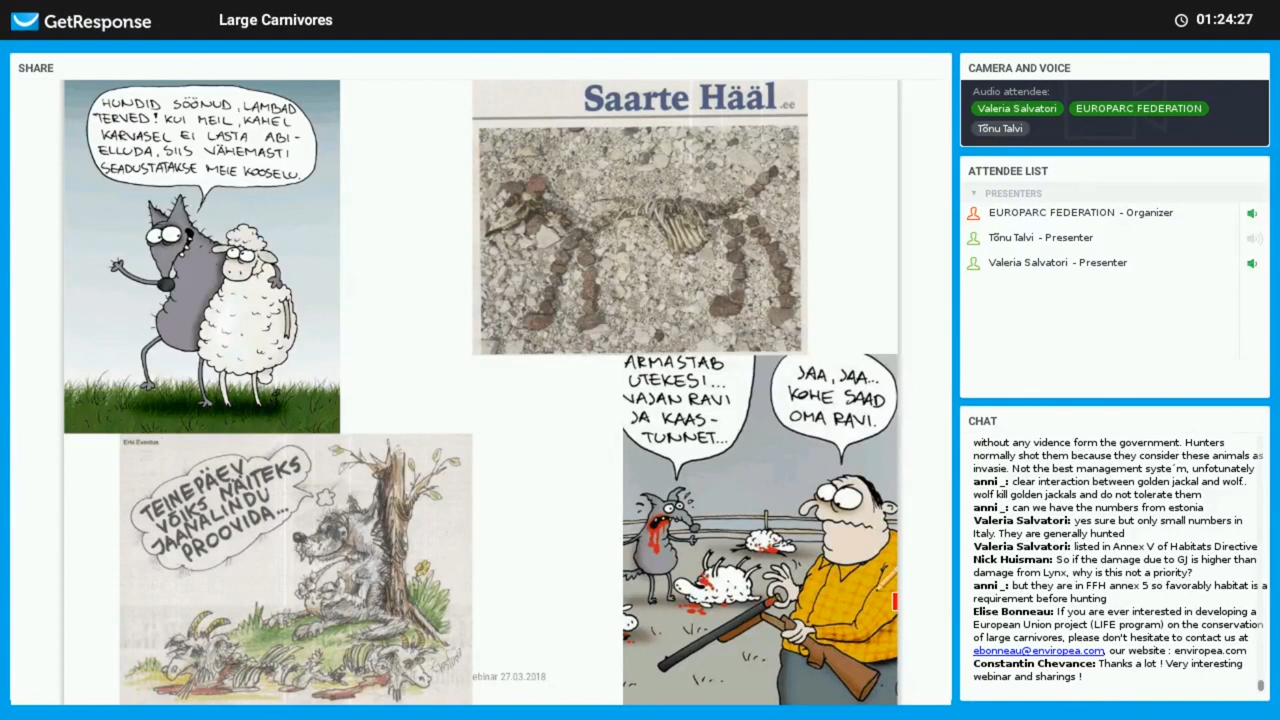 GetResponse
Large Carnivores
01:24:27
SHARE
HUNDID SÖÖNUD, LAMBAD
TERVED! KUI MEIL, KAHEL
KARVASEL EI LASTA ABI-
ELLUDA, SIIS VÄHEMASTI
SEADUSTATAKSE MEIE KOOSELU.
Saarte Hääl.ee
ARMASTAB
UTEKESI...
VAJAN RAVI
JA KAAS-
TUNNET...
JAA, JAA...
KOHE SAAD
OMA RAVI.
TEINEPÄEV
VÕIKS NÄITEKS
JAANALINDU
PROOVIDA...
ebinar 27.03.2018
CAMERA AND VOICE
Audio attendee:
Valeria Salvatori
EUROPARC FEDERATION
Tõnu Talvi
ATTENDEE LIST
PRESENTERS
EUROPARC FEDERATION - Organizer
Tõnu Talvi - Presenter
Valeria Salvatori - Presenter
CHAT
without any vidence form the government. Hunters
normally shot them because they consider these animals as
invasie. Not the best management syste´m, unfotunately
anni_: clear interaction between golden jackal and wolf..
wolf kill golden jackals and do not tolerate them
anni_: can we have the numbers from estonia
Valeria Salvatori: yes sure but only small numbers in
Italy. They are generally hunted
Valeria Salvatori: listed in Annex V of Habitats Directive
Nick Huisman: So if the damage due to GJ is higher than
damage from Lynx, why is this not a priority?
anni_: but they are in FFH annex 5 so favorably habitat is a
requirement before hunting
Elise Bonneau: If you are ever interested in developing a
European Union project (LIFE program) on the conservation
of large carnivores, please don't hesitate to contact us at
ebonneau@enviropea.com, our website : enviropea.com
Constantin Chevance: Thanks a lot ! Very interesting
webinar and sharings !